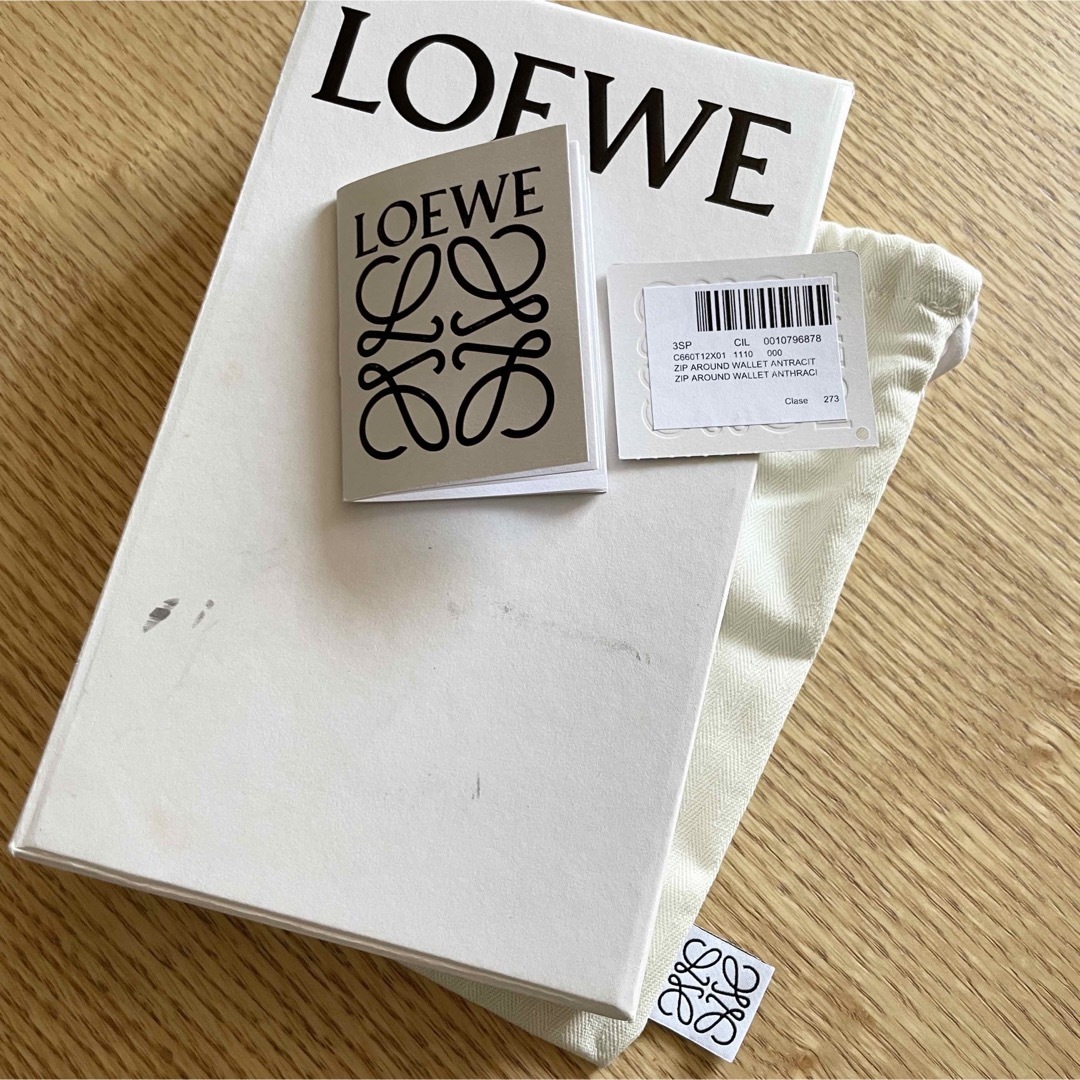 LOEWE
LOEWE
3SP CIL 0010796878
C660T12X01 1110 000
ZIP AROUND WALLET ANTRACIT
ZIP AROUND WALLET ANTHRACI
Clase 273